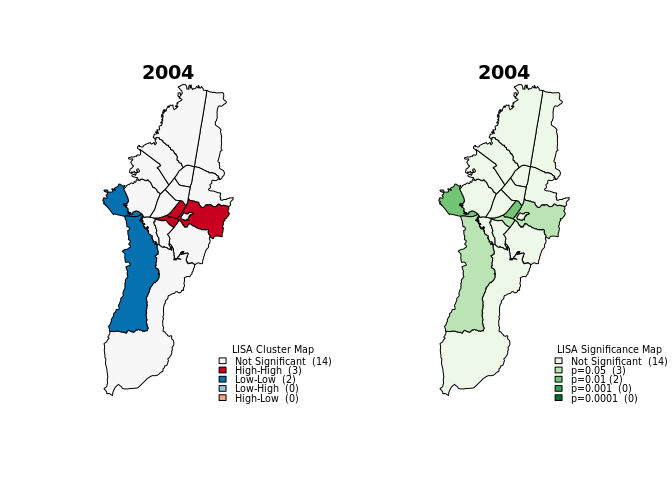 2004
2004
LISA Cluster Map
Not Significant (14)
High-High (3)
Low-Low (2)
Low-High (0)
High-Low (0)
LISA Significance Map
Not Significant (14)
p=0.05 (3)
p=0.01 (2)
p=0.001 (0)
p=0.0001 (0)